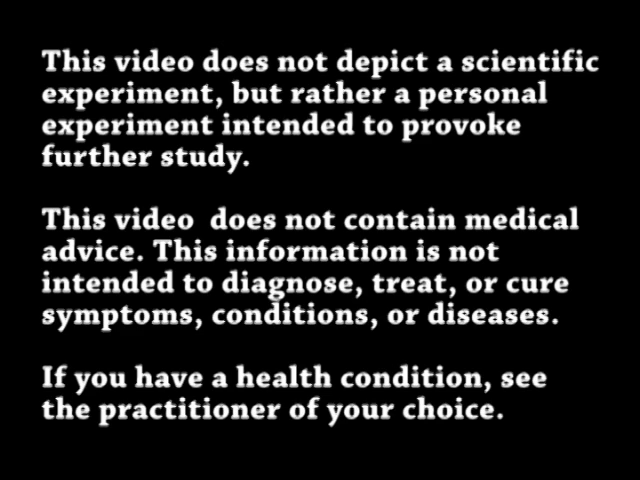 This video does not depict a scientific
experiment, but rather a personal
experiment intended to provoke
further study.
This video does not contain medical
advice. This information is not
intended to diagnose, treat, or cure
symptoms, conditions, or diseases.
If you have a health condition, see
the practitioner of your choice.